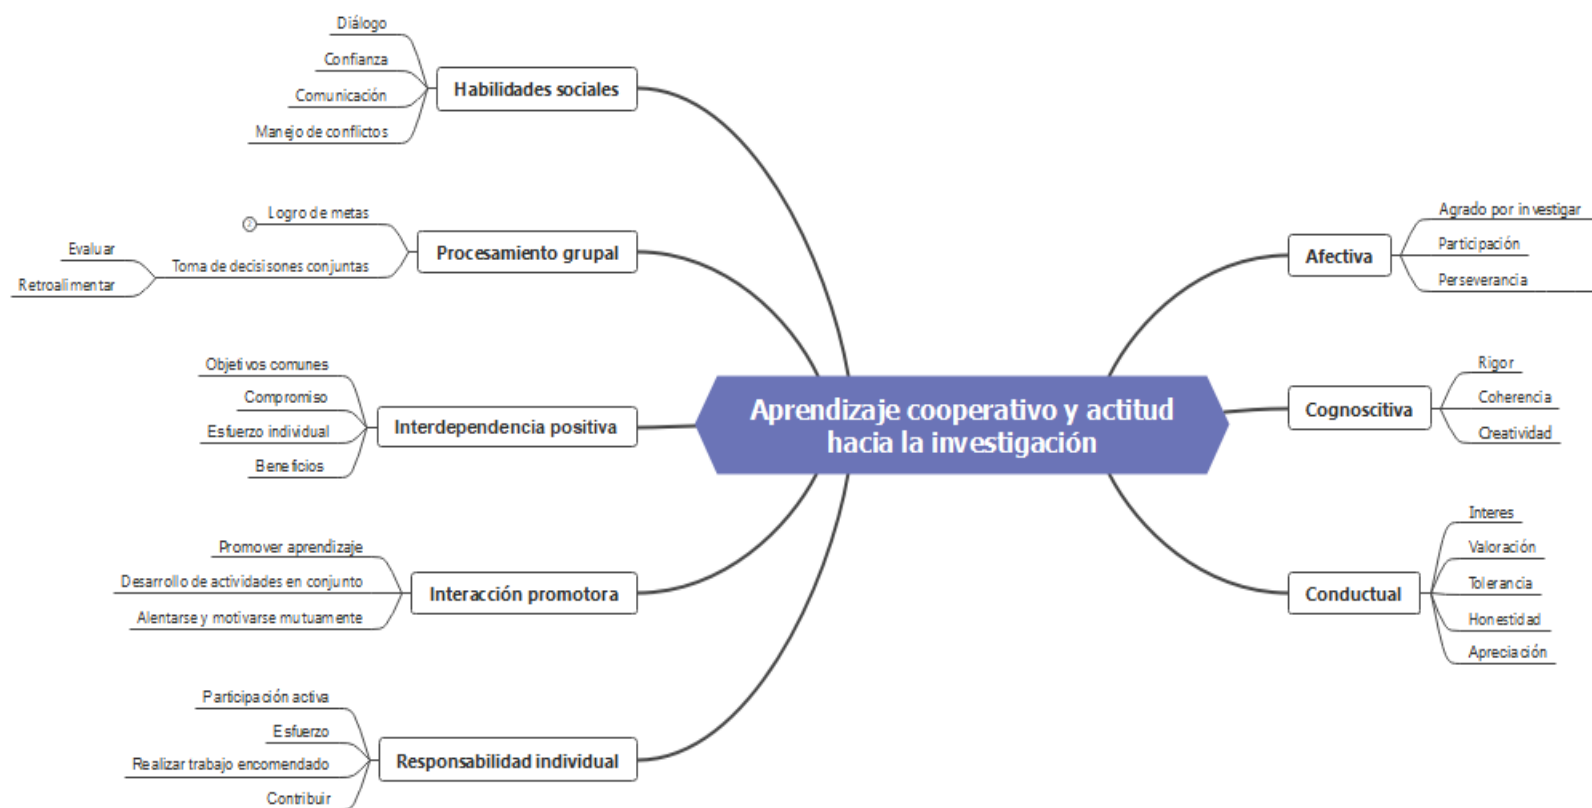 Diálogo
Confianza
Comunicación
Manejo de conflictos
Habilidades sociales
Logro de metas
2
Evaluar
Retroalimentar
Toma de decisisones conjuntas
Procesamiento grupal
Objetivos comunes
Compromiso
Esfuerzo individual
Beneficios
Interdependencia positiva
Promover aprendizaje
Desarrollo de actividades en conjunto
Alentarse y motivarse mutuamente
Interacción promotora
Participación activa
Esfuerzo
Realizar trabajo encomendado
Contribuir
Responsabilidad individual
Aprendizaje cooperativo y actitud
hacia la investigación
Afectiva
Agrado por investigar
Participación
Perseverancia
Cognoscitiva
Rigor
Coherencia
Creatividad
Conductual
Interes
Valoración
Tolerancia
Honestidad
Apreciación